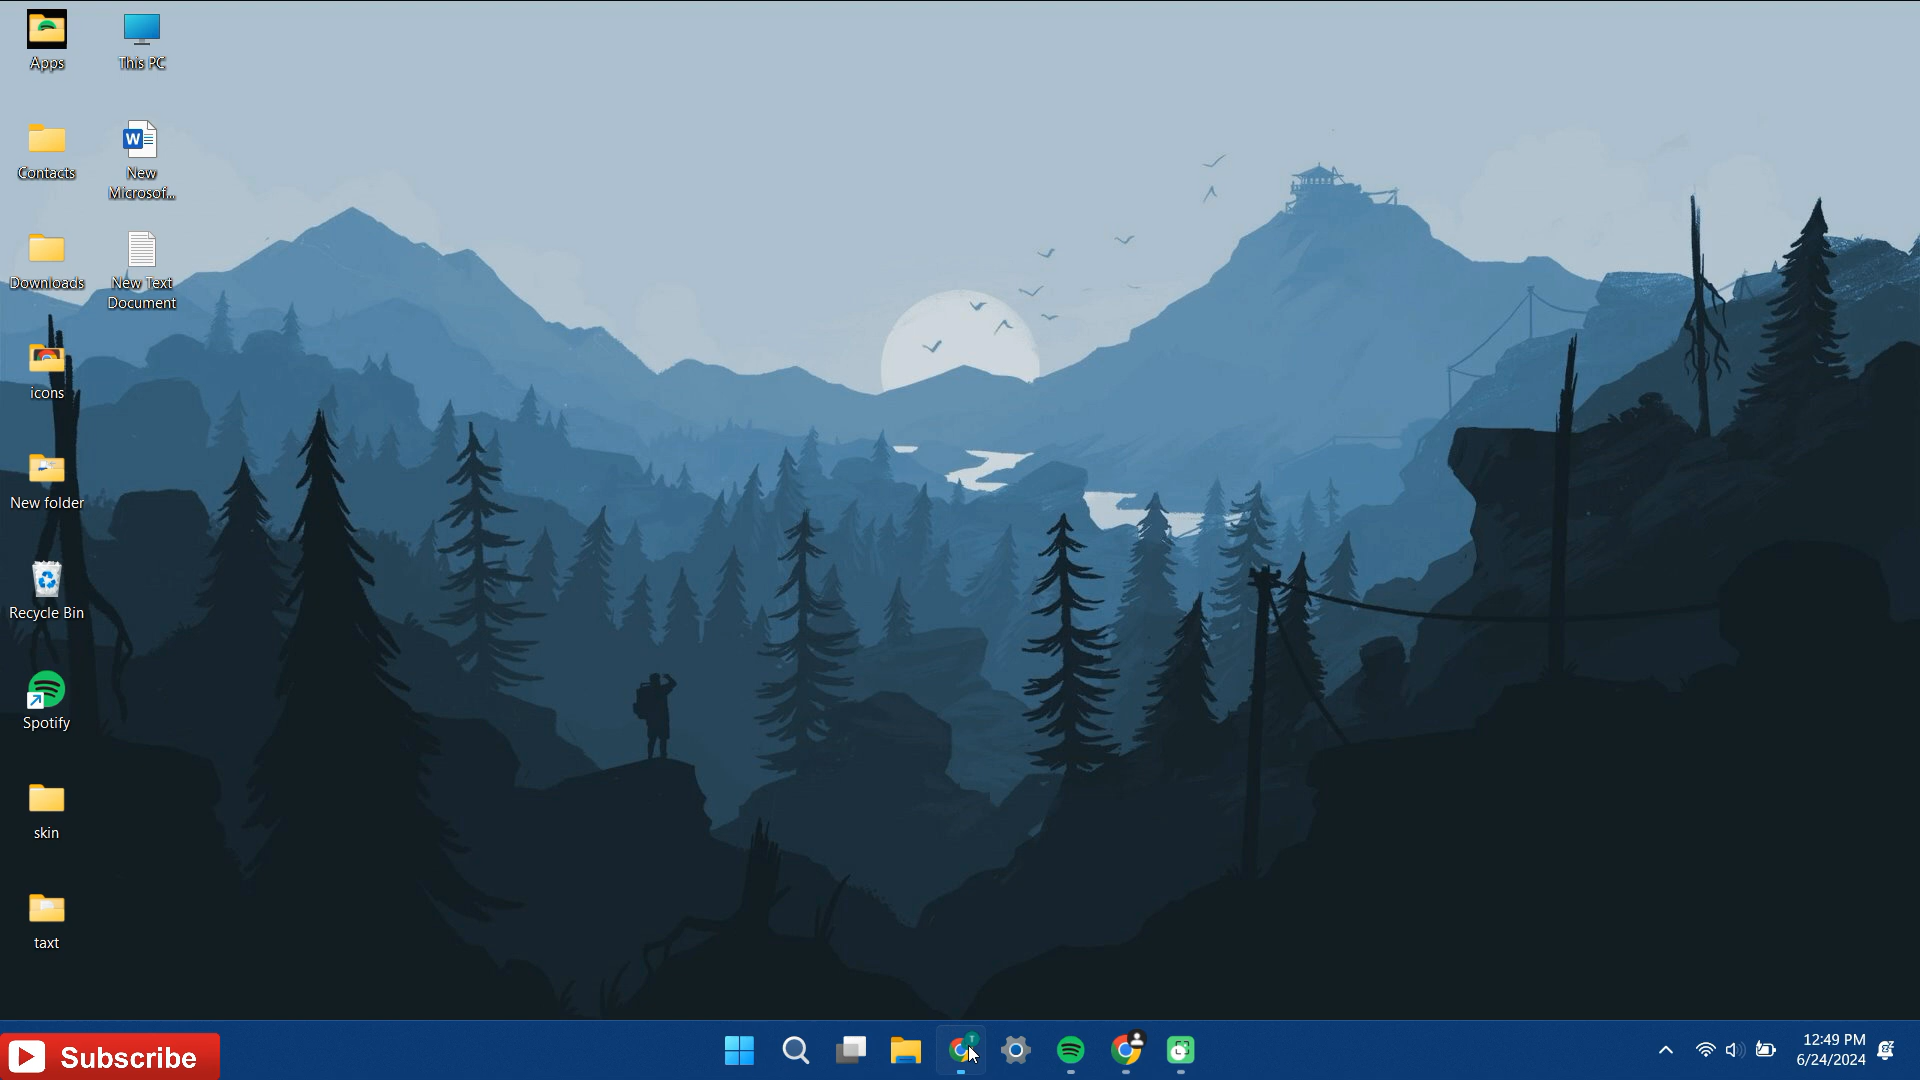 Apps
This PC
Contacts
New
Microsof...
Downloads
New Text
Document
icons
New folder
Recycle Bin
Spotify
skin
taxt
Subscribe
T
12:49 PM
6/24/2024